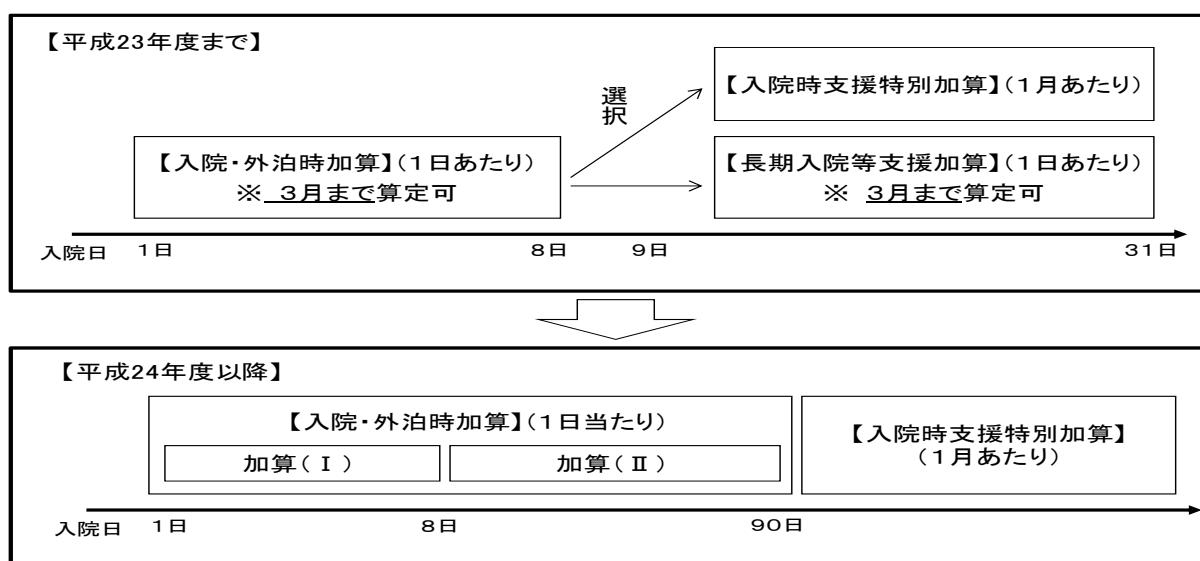 【平成23年度まで】
【入院時支援特別加算】(1月あたり)
選択
【入院・外泊時加算】(1日あたり)
※ 3月まで算定可
【長期入院等支援加算】(1日あたり)
※ 3月まで算定可
入院日 1日 8日 9日 31日
【平成24年度以降】
【入院・外泊時加算】(1日当たり)
加算(Ⅰ) 加算(Ⅱ)
【入院時支援特別加算】
(1月あたり)
入院日 1日 8日 90日